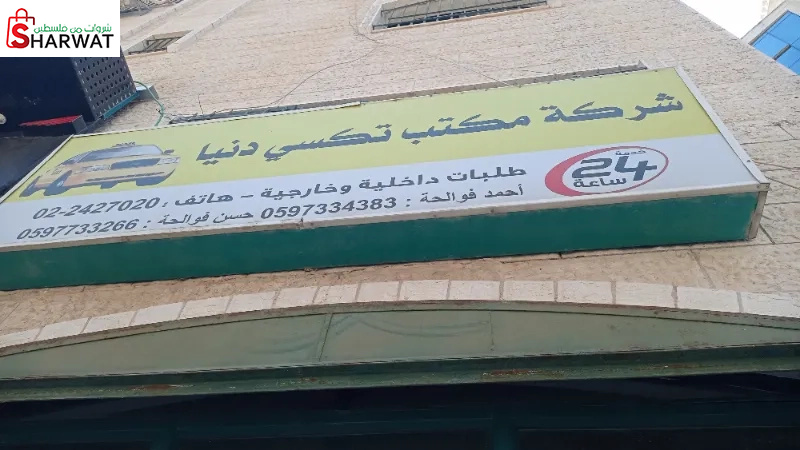 شروات من فلسطين
SHARWAT
شركة مكتب تكسي دنيا
خدمة
24
ساعة
طلبات داخلية وخارجية - هاتف : 02-2427020
أحمد فوالحة : 0597334383 حسن فوالحة : 0597733266